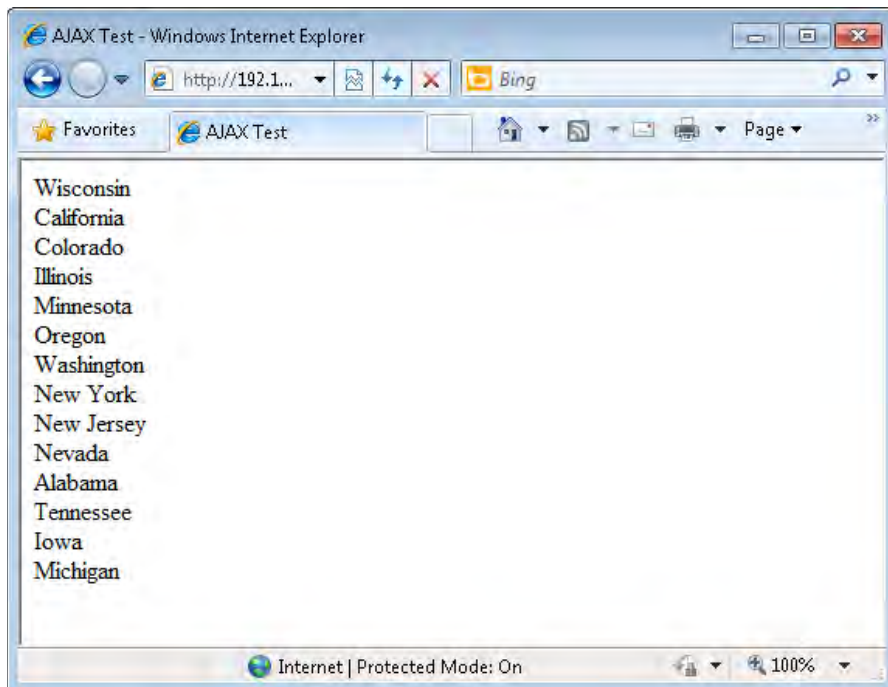 AJAX Test - Windows Internet Explorer
http://192.1...
Bing
Favorites
AJAX Test
Page
Wisconsin
California
Colorado
Illinois
Minnesota
Oregon
Washington
New York
New Jersey
Nevada
Alabama
Tennessee
Iowa
Michigan
Internet | Protected Mode: On
100%